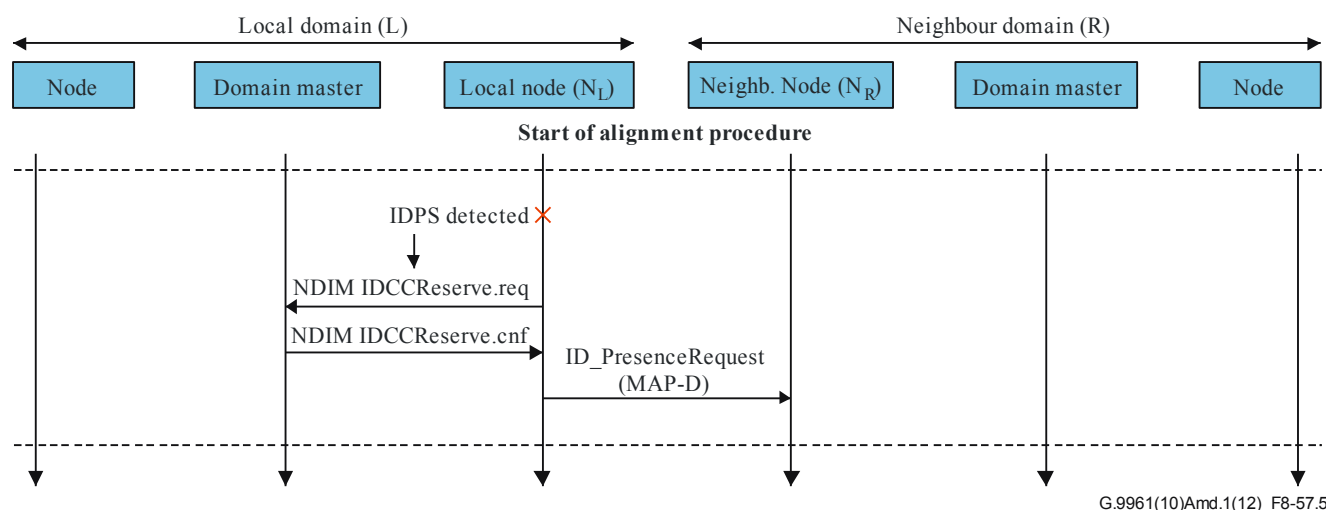 Local domain (L)
Neighbour domain (R)
Node
Domain master
Local node (NL)
Neighb. Node (NR)
Domain master
Node
Start of alignment procedure
IDPS detected
NDIM IDCCReserve.req
NDIM IDCCReserve.cnf
ID_PresenceRequest
(MAP-D)
G.9961(10)Amd.1(12)_F8-57.5